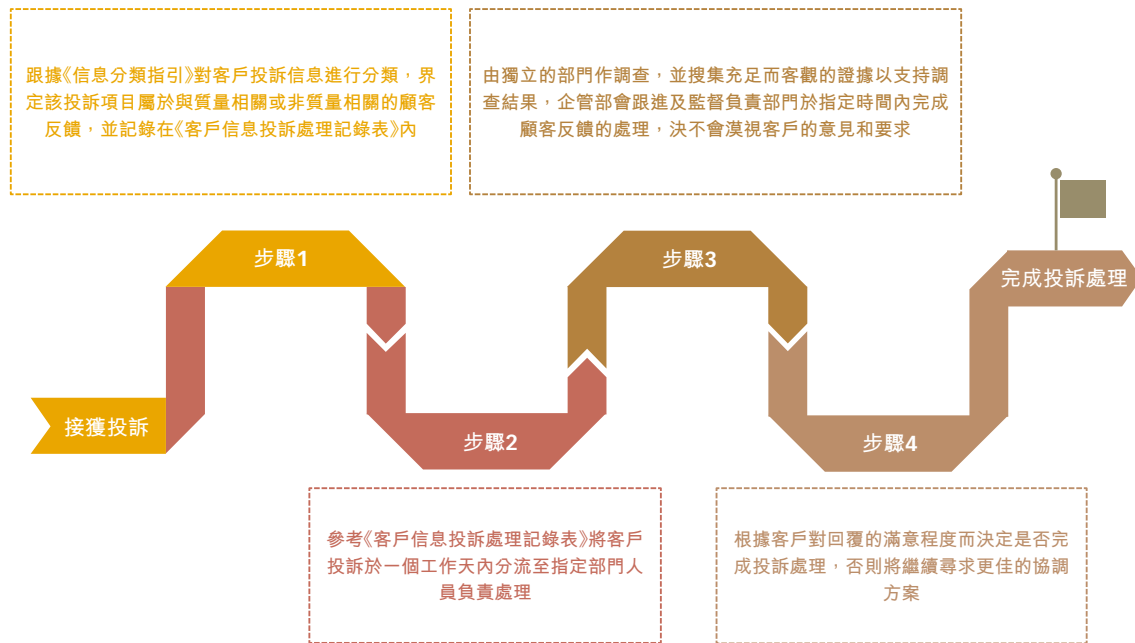 跟據《信息分類指引》對客戶投訴信息進行分類，界
定該投訴項目屬於與質量相關或非質量相關的顧客
反饋，並記錄在《客戶信息投訴處理記錄表》內
由獨立的部門作調查，並搜集充足而客觀的證據以支持調
查結果，企管部會跟進及監督負責部門於指定時間內完成
顧客反饋的處理，決不會漠視客戶的意見和要求
步驟1
步驟3
完成投訴處理
接獲投訴
步驟2
步驟4
參考《客戶信息投訴處理記錄表》將客戶
投訴於一個工作天內分流至指定部門人
員負責處理
根據客戶對回覆的滿意程度而決定是否完
成投訴處理，否則將繼續尋求更佳的協調
方案